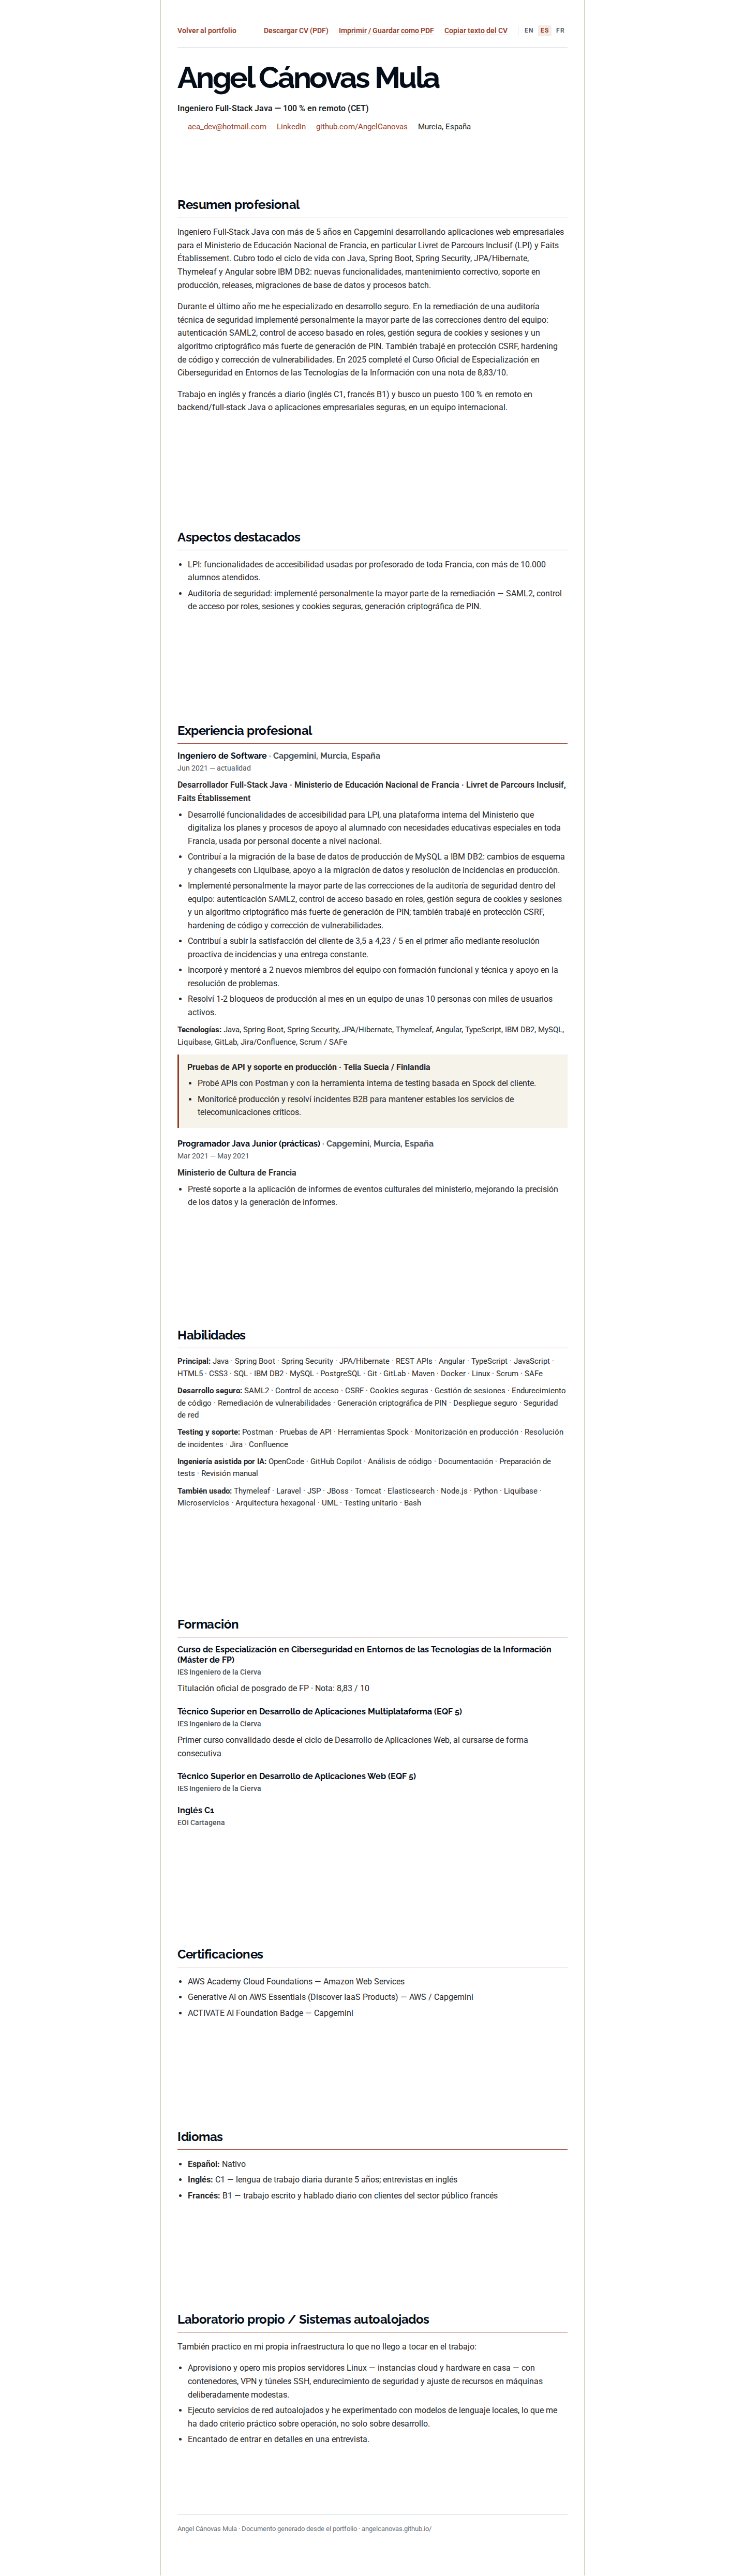 Volver al portfolio Descargar CV (PDF) Imprimir / Guardar como PDF Copiar texto del CV EN ES FR
Angel Cánovas Mula
Ingeniero Full-Stack Java — 100 % en remoto (CET)
aca_dev@hotmail.com LinkedIn github.com/AngelCanovas Murcia, España
Resumen profesional
Ingeniero Full-Stack Java con más de 5 años en Capgemini desarrollando aplicaciones web empresariales
para el Ministerio de Educación Nacional de Francia, en particular Livret de Parcours Inclusif (LPI) y Faits
Établissement. Cubro todo el ciclo de vida con Java, Spring Boot, Spring Security, JPA/Hibernate,
Thymeleaf y Angular sobre IBM DB2: nuevas funcionalidades, mantenimiento correctivo, soporte en
producción, releases, migraciones de base de datos y procesos batch.
Durante el último año me he especializado en desarrollo seguro. En la remediación de una auditoría
técnica de seguridad implementé personalmente la mayor parte de las correcciones dentro del equipo:
autenticación SAML2, control de acceso basado en roles, gestión segura de cookies y sesiones y un
algoritmo criptográfico más fuerte de generación de PIN. También trabajé en protección CSRF, hardening
de código y corrección de vulnerabilidades. En 2025 completé el Curso Oficial de Especialización en
Ciberseguridad en Entornos de las Tecnologías de la Información con una nota de 8,83/10.
Trabajo en inglés y francés a diario (inglés C1, francés B1) y busco un puesto 100 % en remoto en
backend/full-stack Java o aplicaciones empresariales seguras, en un equipo internacional.
Aspectos destacados
• LPI: funcionalidades de accesibilidad usadas por profesorado de toda Francia, con más de 10.000
alumnos atendidos.
• Auditoría de seguridad: implementé personalmente la mayor parte de la remediación — SAML2, control
de acceso por roles, sesiones y cookies seguras, generación criptográfica de PIN.
Experiencia profesional
Ingeniero de Software · Capgemini, Murcia, España
Jun 2021 — actualidad
Desarrollador Full-Stack Java · Ministerio de Educación Nacional de Francia · Livret de Parcours Inclusif,
Faits Établissement
• Desarrollé funcionalidades de accesibilidad para LPI, una plataforma interna del Ministerio que
digitaliza los planes y procesos de apoyo al alumnado con necesidades educativas especiales en toda
Francia, usada por personal docente a nivel nacional.
• Contribuí a la migración de la base de datos de producción de MySQL a IBM DB2: cambios de esquema
y changesets con Liquibase, apoyo a la migración de datos y resolución de incidencias en producción.
• Implementé personalmente la mayor parte de las correcciones de la auditoría de seguridad dentro del
equipo: autenticación SAML2, control de acceso basado en roles, gestión segura de cookies y sesiones
y un algoritmo criptográfico más fuerte de generación de PIN; también trabajé en protección CSRF,
hardening de código y corrección de vulnerabilidades.
• Contribuí a subir la satisfacción del cliente de 3,5 a 4,23 / 5 en el primer año mediante resolución
proactiva de incidencias y una entrega constante.
• Incorporé y mentoré a 2 nuevos miembros del equipo con formación funcional y técnica y apoyo en la
resolución de problemas.
• Resolví 1-2 bloqueos de producción al mes en un equipo de unas 10 personas con miles de usuarios
activos.
Tecnologías: Java, Spring Boot, Spring Security, JPA/Hibernate, Thymeleaf, Angular, TypeScript, IBM DB2, MySQL,
Liquibase, GitLab, Jira/Confluence, Scrum / SAFe
Pruebas de API y soporte en producción · Telia Suecia / Finlandia
• Probé APIs con Postman y con la herramienta interna de testing basada en Spock del cliente.
• Monitoricé producción y resolví incidentes B2B para mantener estables los servicios de
telecomunicaciones críticos.
Programador Java Junior (prácticas) · Capgemini, Murcia, España
Mar 2021 — May 2021
Ministerio de Cultura de Francia
• Presté soporte a la aplicación de informes de eventos culturales del ministerio, mejorando la precisión
de los datos y la generación de informes.
Habilidades
Principal: Java · Spring Boot · Spring Security · JPA/Hibernate · REST APIs · Angular · TypeScript · JavaScript ·
HTML5 · CSS3 · SQL · IBM DB2 · MySQL · PostgreSQL · Git · GitLab · Maven · Docker · Linux · Scrum · SAFe
Desarrollo seguro: SAML2 · Control de acceso · CSRF · Cookies seguras · Gestión de sesiones · Endurecimiento
de código · Remediación de vulnerabilidades · Generación criptográfica de PIN · Despliegue seguro · Seguridad
de red
Testing y soporte: Postman · Pruebas de API · Herramientas Spock · Monitorización en producción · Resolución
de incidentes · Jira · Confluence
Ingeniería asistida por IA: OpenCode · GitHub Copilot · Análisis de código · Documentación · Preparación de
tests · Revisión manual
También usado: Thymeleaf · Laravel · JSP · JBoss · Tomcat · Elasticsearch · Node.js · Python · Liquibase ·
Microservicios · Arquitectura hexagonal · UML · Testing unitario · Bash
Formación
Curso de Especialización en Ciberseguridad en Entornos de las Tecnologías de la Información
(Máster de FP)
IES Ingeniero de la Cierva
Titulación oficial de posgrado de FP · Nota: 8,83 / 10
Técnico Superior en Desarrollo de Aplicaciones Multiplataforma (EQF 5)
IES Ingeniero de la Cierva
Primer curso convalidado desde el ciclo de Desarrollo de Aplicaciones Web, al cursarse de forma
consecutiva
Técnico Superior en Desarrollo de Aplicaciones Web (EQF 5)
IES Ingeniero de la Cierva
Inglés C1
EOI Cartagena
Certificaciones
• AWS Academy Cloud Foundations — Amazon Web Services
• Generative AI on AWS Essentials (Discover IaaS Products) — AWS / Capgemini
• ACTIVATE AI Foundation Badge — Capgemini
Idiomas
• Español: Nativo
• Inglés: C1 — lengua de trabajo diaria durante 5 años; entrevistas en inglés
• Francés: B1 — trabajo escrito y hablado diario con clientes del sector público francés
Laboratorio propio / Sistemas autoalojados
También practico en mi propia infraestructura lo que no llego a tocar en el trabajo:
• Aprovisiono y opero mis propios servidores Linux — instancias cloud y hardware en casa — con
contenedores, VPN y túneles SSH, endurecimiento de seguridad y ajuste de recursos en máquinas
deliberadamente modestas.
• Ejecuto servicios de red autoalojados y he experimentado con modelos de lenguaje locales, lo que me
ha dado criterio práctico sobre operación, no solo sobre desarrollo.
• Encantado de entrar en detalles en una entrevista.
Angel Cánovas Mula · Documento generado desde el portfolio · angelcanovas.github.io/